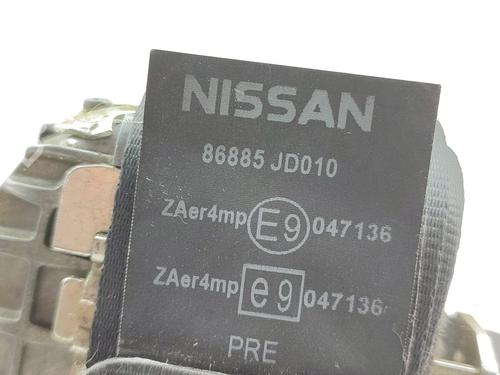 NISSAN
86885 JD010
ZAer4mp E9 047136
ZAer4mp e9 047136
PRE